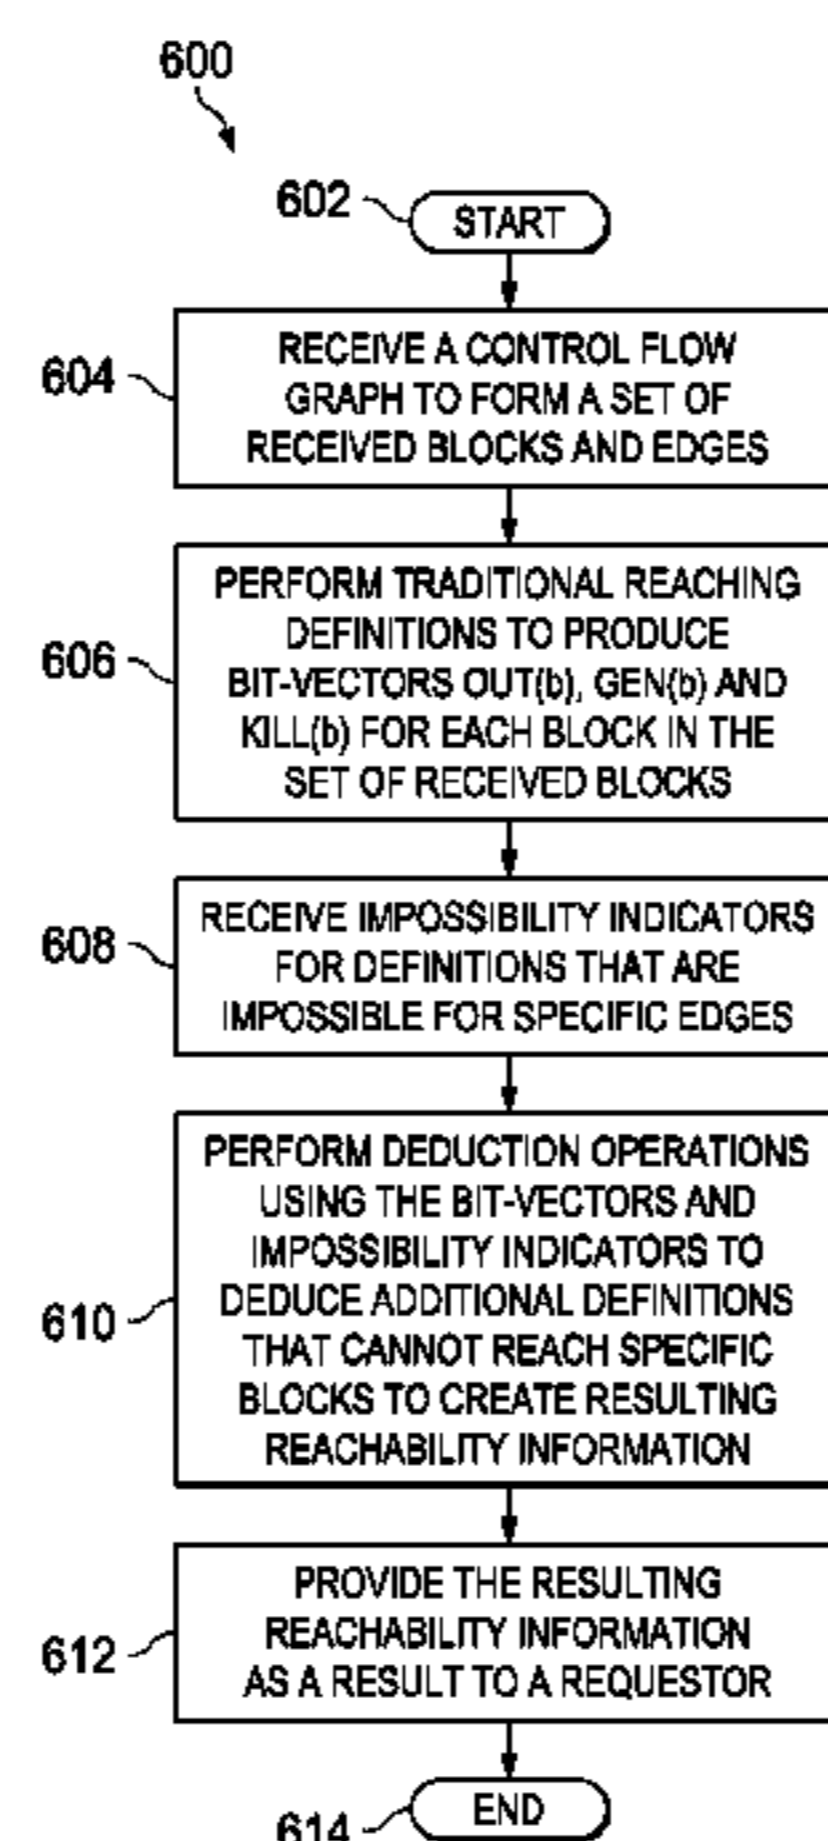 600
602
START
604
RECEIVE A CONTROL FLOW
GRAPH TO FORM A SET OF
RECEIVED BLOCKS AND EDGES
606
PERFORM TRADITIONAL REACHING
DEFINITIONS TO PRODUCE
BIT-VECTORS OUT(b), GEN(b) AND
KILL(b) FOR EACH BLOCK IN THE
SET OF RECEIVED BLOCKS
608
RECEIVE IMPOSSIBILITY INDICATORS
FOR DEFINITIONS THAT ARE
IMPOSSIBLE FOR SPECIFIC EDGES
610
PERFORM DEDUCTION OPERATIONS
USING THE BIT-VECTORS AND
IMPOSSIBILITY INDICATORS TO
DEDUCE ADDITIONAL DEFINITIONS
THAT CANNOT REACH SPECIFIC
BLOCKS TO CREATE RESULTING
REACHABILITY INFORMATION
612
PROVIDE THE RESULTING
REACHABILITY INFORMATION
AS A RESULT TO A REQUESTOR
614
END